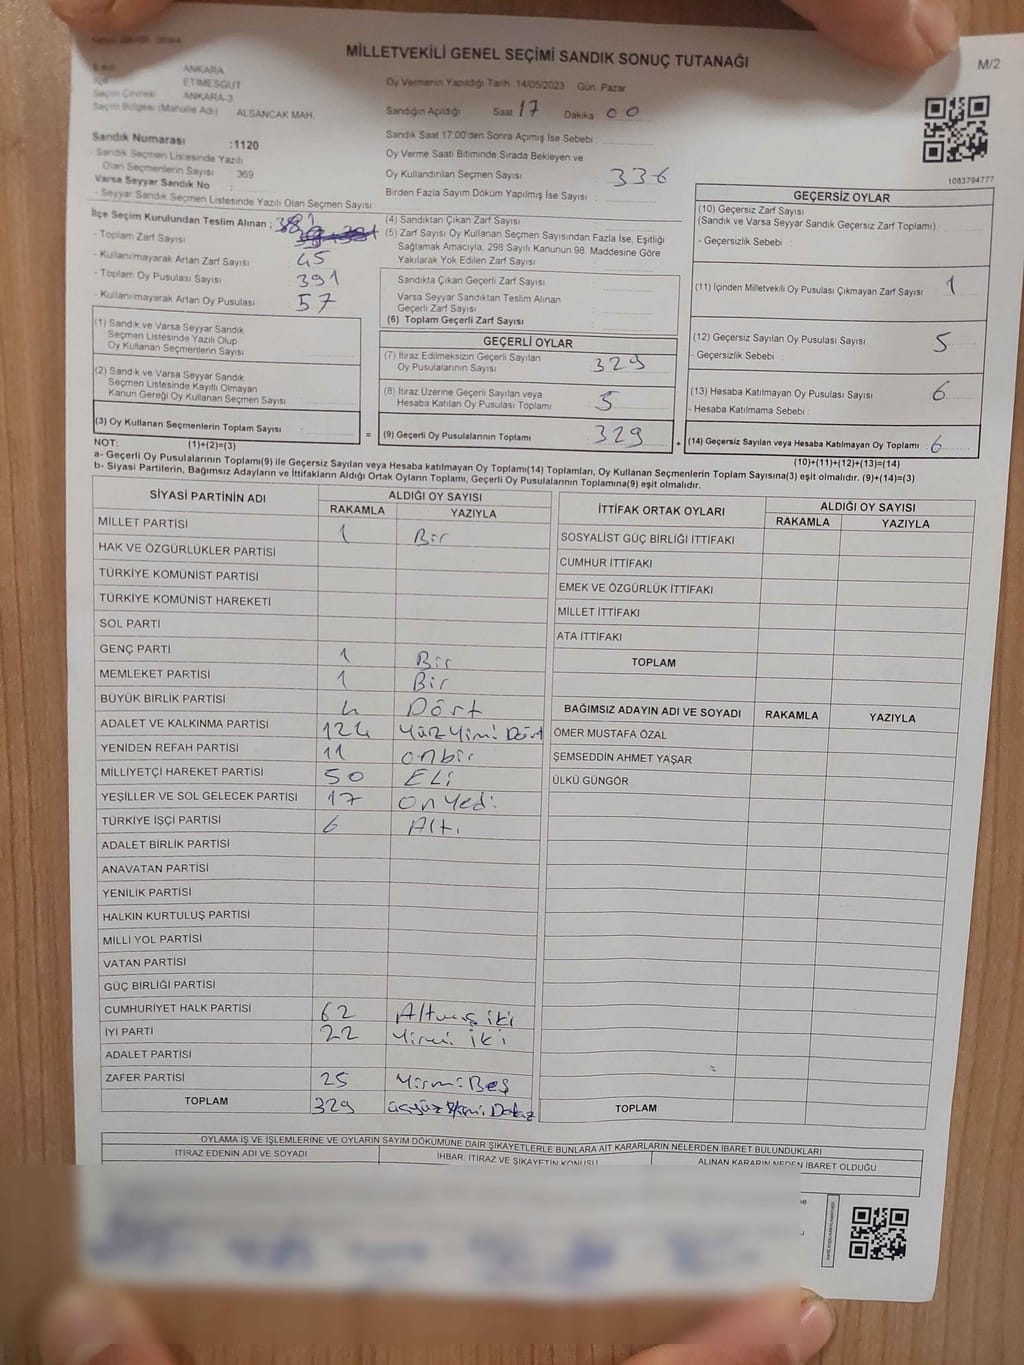 MİLLETVEKİLİ GENEL SEÇİMİ SANDIK SONUÇ TUTANAĞI
M/2
ANKARA
ETİMESGUT
Seçim Çevresi ANKARA-3
Seçim Bölgesi (Mahalle Adı) ALSANCAK MAH.
Oy Vermenin Yapıldığı Tarih: 14/05/2023 Gün: Pazar
Sandığın Açıldığı Saat 17 Dakika 00
Sandık Saat 17:00'den Sonra Açımış İse Sebebi :
Oy Verme Saati Bitiminde Sırada Bekleyen ve
Oy Kullandırılan Seçmen Sayısı 336
Birden Fazla Sayım Döküm Yapılmış İse Sayısı :
Sandık Numarası :1120
- Sandık Seçmen Listesinde Yazılı
Olan Seçmenlerin Sayısı 369
Varsa Seyyar Sandık No :
- Seyyar Sandık Seçmen Listesinde Yazılı Olan Seçmen Sayısı
1083794777
İlçe Seçim Kurulundan Teslim Alınan ;
- Toplam Zarf Sayısı
- Kullanılmayarak Artan Zarf Sayısı : 45
- Toplam Oy Pusulası Sayısı : 391
- Kullanılmayarak Artan Oy Pusulası : 57
(1) Sandık ve Varsa Seyyar Sandık
Seçmen Listesinde Yazılı Olup
Oy Kullanan Seçmenlerin Sayısı
(2) Sandık ve Varsa Seyyar Sandık
Seçmen Listesinde Kayıtlı Olmayan
Kanun Gereği Oy Kullanan Seçmen Sayısı :
(3) Oy Kullanan Seçmenlerin Toplam Sayısı
(4) Sandıktan Çıkan Zarf Sayısı :
(5) Zarf Sayısı Oy Kullanan Seçmen Sayısından Fazla İse, Eşitliği
Sağlamak Amacıyla, 298 Sayılı Kanunun 98. Maddesine Göre
Yakılarak Yok Edilen Zarf Sayısı :
Sandıkta Çıkan Geçerli Zarf Sayısı :
Varsa Seyyar Sandıktan Teslim Alınan
Geçerli Zarf Sayısı :
(6) Toplam Geçerli Zarf Sayısı :
GEÇERLİ OYLAR
(7) İtiraz Edilmeksizin Geçerli Sayılan
Oy Pusulalarının Sayısı : 329
(8) İtiraz Üzerine Geçerli Sayılan veya
Hesaba Katılan Oy Pusulası Toplamı : 5
= (9) Geçerli Oy Pusulalarının Toplamı : 329 +
GEÇERSİZ OYLAR
(10) Geçersiz Zarf Sayısı
(Sandık ve Varsa Seyyar Sandık Geçersiz Zarf Toplamı) :
- Geçersizlik Sebebi :
(11) İçinden Milletvekili Oy Pusulası Çıkmayan Zarf Sayısı : 1
(12) Geçersiz Sayılan Oy Pusulası Sayısı : 5
- Geçersizlik Sebebi :
(13) Hesaba Katılmayan Oy Pusulası Sayısı : 6
- Hesaba Katılmama Sebebi :
(14) Geçersiz Sayılan veya Hesaba Katılmayan Oy Toplamı : 6
NOT: (1)+(2)=(3)
(10)+(11)+(12)+(13)=(14)
a- Geçerli Oy Pusulalarının Toplamı(9) ile Geçersiz Sayılan veya Hesaba katılmayan Oy Toplamı(14) Toplamları, Oy Kullanan Seçmenlerin Toplam Sayısına(3) eşit olmalıdır. (9)+(14)=(3)
b- Siyasi Partilerin, Bağımsız Adayların ve İttifakların Aldığı Ortak Oyların Toplamı, Geçerli Oy Pusulalarının Toplamına(9) eşit olmalıdır.
SİYASİ PARTİNİN ADI ALDIĞI OY SAYISI
RAKAMLA YAZIYLA
MİLLET PARTİSİ 1 Bir
HAK VE ÖZGÜRLÜKLER PARTİSİ
TÜRKİYE KOMÜNİST PARTİSİ
TÜRKİYE KOMÜNİST HAREKETİ
SOL PARTİ
GENÇ PARTİ 1 Bir
MEMLEKET PARTİSİ 1 Bir
BÜYÜK BİRLİK PARTİSİ 4 Dört
ADALET VE KALKINMA PARTİSİ 124 Yüz Yirmi Dört
YENİDEN REFAH PARTİSİ 11 onbir
MİLLİYETÇİ HAREKET PARTİSİ 50 ELi
YEŞİLLER VE SOL GELECEK PARTİSİ 17 on Yedi
TÜRKİYE İŞÇİ PARTİSİ 6 Altı
ADALET BİRLİK PARTİSİ
ANAVATAN PARTİSİ
YENİLİK PARTİSİ
HALKIN KURTULUŞ PARTİSİ
MİLLİ YOL PARTİSİ
VATAN PARTİSİ
GÜÇ BİRLİĞİ PARTİSİ
CUMHURİYET HALK PARTİSİ 62 Altmış iki
İYİ PARTİ 22 Yirmi iki
ADALET PARTİSİ
ZAFER PARTİSİ 25 Yirmi Beş
TOPLAM 329
İTTİFAK ORTAK OYLARI ALDIĞI OY SAYISI
RAKAMLA YAZIYLA
SOSYALİST GÜÇ BİRLİĞİ İTTİFAKI
CUMHUR İTTİFAKI
EMEK VE ÖZGÜRLÜK İTTİFAKI
MİLLET İTTİFAKI
ATA İTTİFAKI
TOPLAM
BAĞIMSIZ ADAYIN ADI VE SOYADI RAKAMLA YAZIYLA
ÖMER MUSTAFA ÖZAL
ŞEMSEDDİN AHMET YAŞAR
ÜLKÜ GÜNGÖR
TOPLAM
OYLAMA İŞ VE İŞLEMLERİNE VE OYLARIN SAYIM DÖKÜMÜNE DAİR ŞİKAYETLERLE BUNLARA AİT KARARLARIN NELERDEN İBARET BULUNDUKLARI
İTİRAZ EDENİN ADI VE SOYADI İHBAR, İTİRAZ VE ŞİKAYETİN KONUSU ALINAN KARARIN NEDEN İBARET OLDUĞU